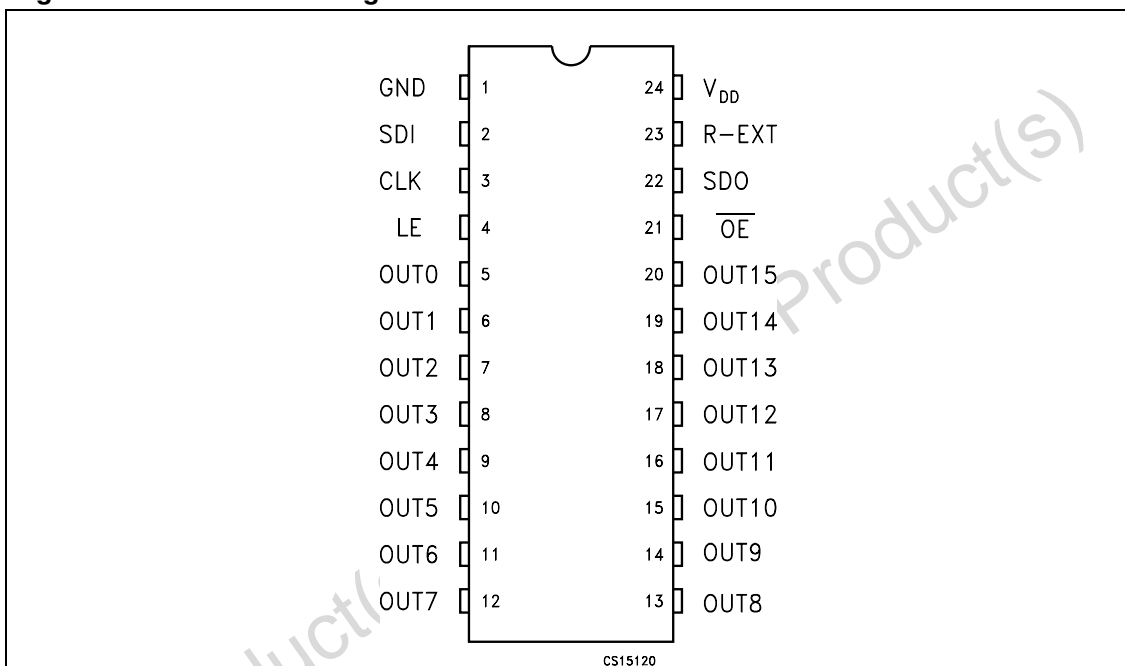 GND 1 24 V_DD
SDI 2 23 R-EXT
CLK 3 22 SDO
LE 4 21 O̅E̅
OUT0 5 20 OUT15
OUT1 6 19 OUT14
OUT2 7 18 OUT13
OUT3 8 17 OUT12
OUT4 9 16 OUT11
OUT5 10 15 OUT10
OUT6 11 14 OUT9
OUT7 12 13 OUT8
CS15120
Product(s)